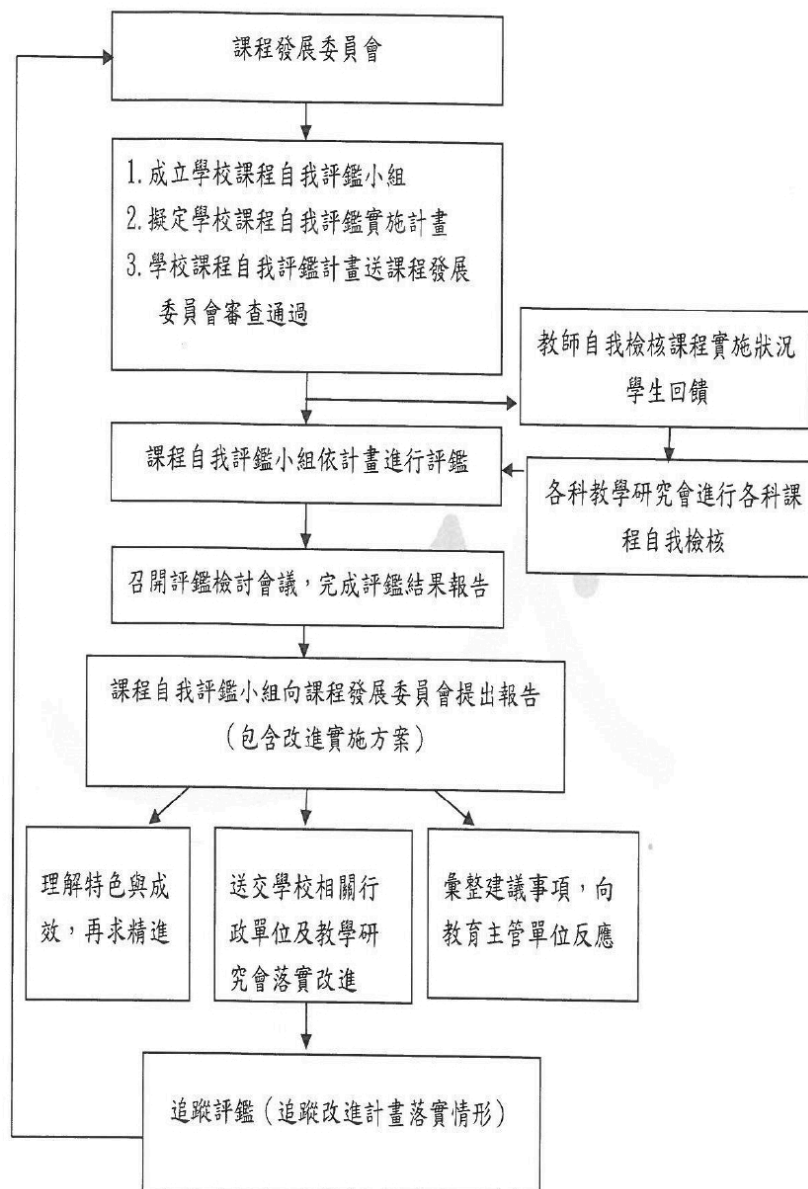 課程發展委員會
1.成立學校課程自我評鑑小組
2.擬定學校課程自我評鑑實施計畫
3.學校課程自我評鑑計畫送課程發展
委員會審查通過
教師自我檢核課程實施狀況
學生回饋
課程自我評鑑小組依計畫進行評鑑
各科教學研究會進行各科課
程自我檢核
召開評鑑檢討會議，完成評鑑結果報告
課程自我評鑑小組向課程發展委員會提出報告
（包含改進實施方案）
理解特色與成
效，再求精進
送交學校相關行
政單位及教學研
究會落實改進
彙整建議事項，向
教育主管單位反應
追蹤評鑑（追蹤改進計畫落實情形）